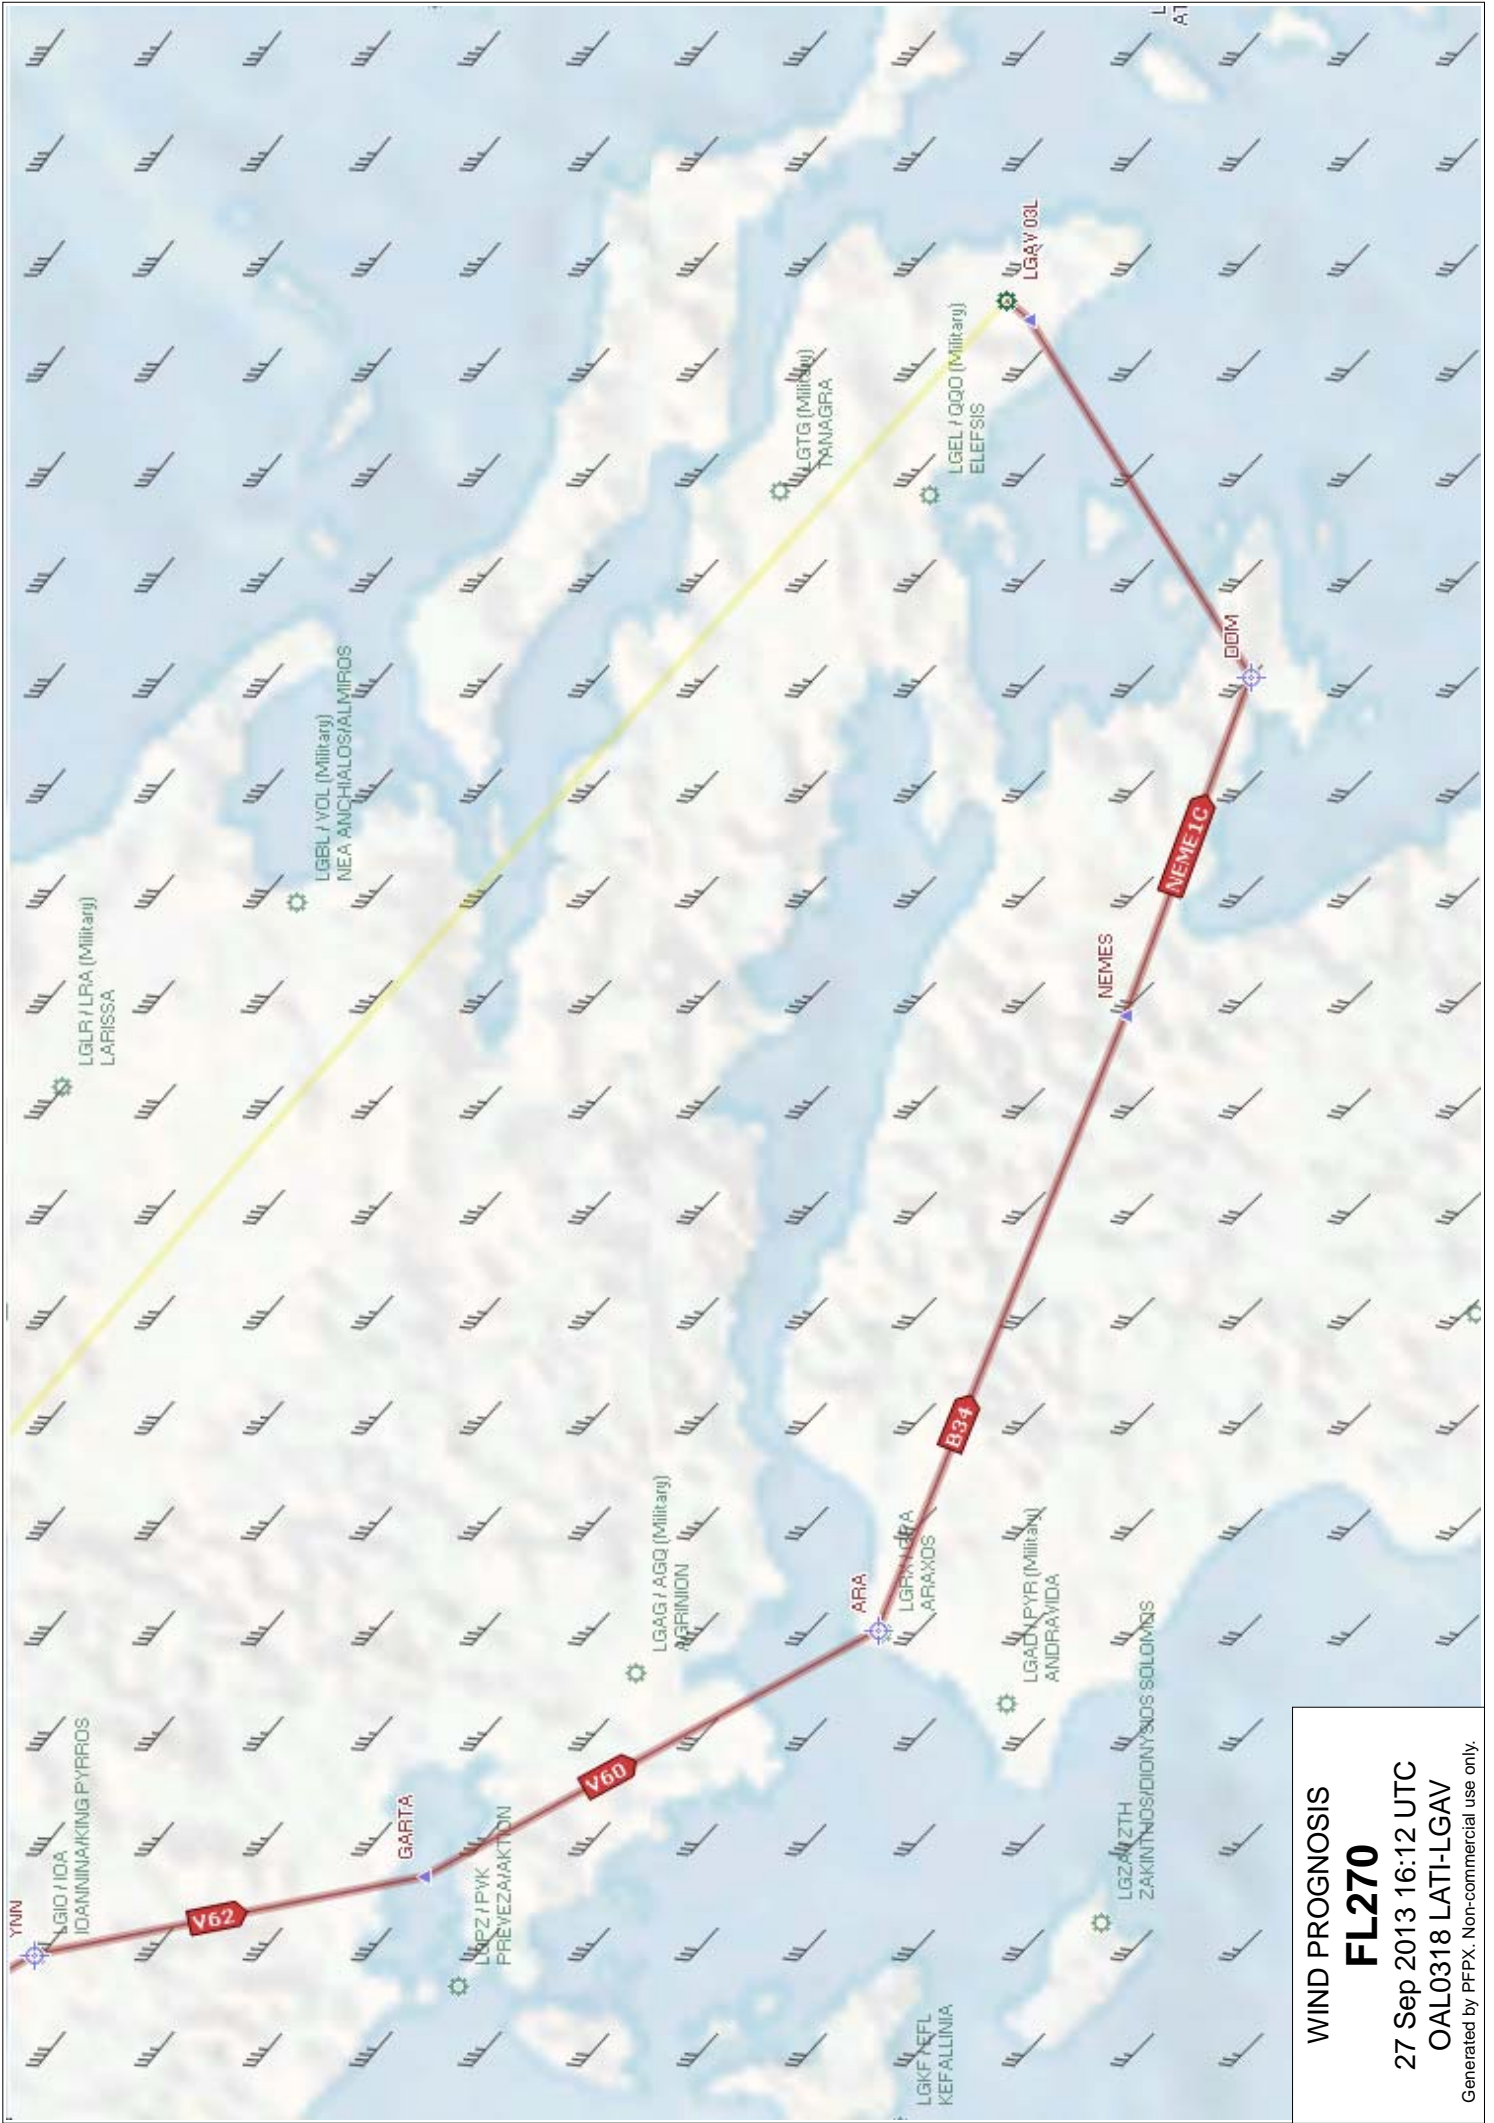 WIND PROGNOSIS
FL270
27 Sep 2013 16:12 UTC
OAL0318 LATI-LGAV
Generated by PFPX. Non-commercial use only.
YNN
LGIO / IOA
IOANNINA/KING PYRROS
V62
GARTA
LGPZ / PVK
PREVEZA/AKTION
V60
LGAG / AGQ (Military)
AGRINION
ARA
LGRX / GPA
ARAXOS
LGAD / PYR (Military)
ANDRAVIDA
LGZA / ZTH
ZAKINTHOS/DIONYSIOS SOLOMOS
LGKF / EFL
KEFALLINIA
B34
NEMES
NEME1C
DDM
LGAV 03L
LGEL / QQO (Military)
ELEFSIS
LGTG (Military)
TANAGRA
LGBL / VOL (Military)
NEA ANCHIALOS/ALMIROS
LGLR / LRA (Military)
LARISSA